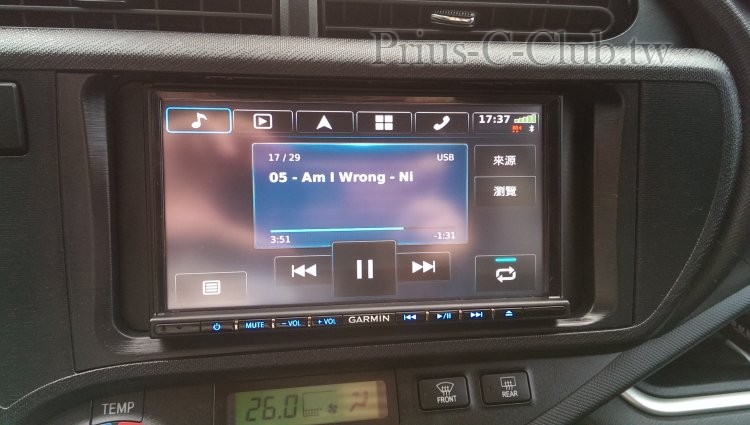 Prius-C-Club.tw
17:37
17 / 29 USB
05 - Am I Wrong - Ni
3:51 -1:31
來源
瀏覽
MUTE - VOL + VOL GARMIN
TEMP
26.0
FRONT
REAR